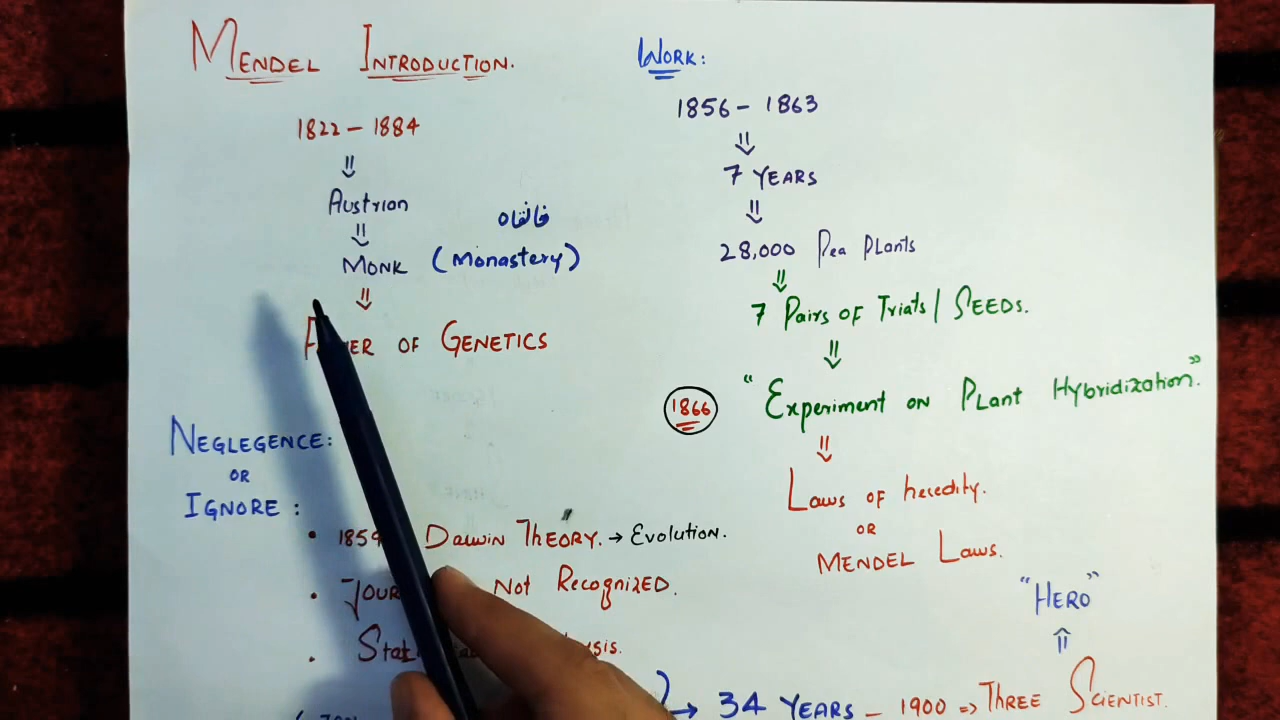 MENDEL INTRODUCTION.
1822 – 1884
⇓
Austrian
⇓
خانقاه
MONK (Monastery)
⇓
OF GENETICS
NEGLEGENCE:
OR
IGNORE:
• Darwin THEORY. → Evolution.
• Not RecogniZED.
•
WORK:
1856 – 1863
⇓
7 YEARS
⇓
28,000 Pea Plants
⇓
7 Pairs of Triats / SEEDS.
⇓
1866 "Experiment ON Plant Hybridization".
⇓
Laws of heredity.
OR
MENDEL Laws.
"HERO"
⇑
→ 34 YEARS – 1900 ⇒ THREE SCIENTIST.